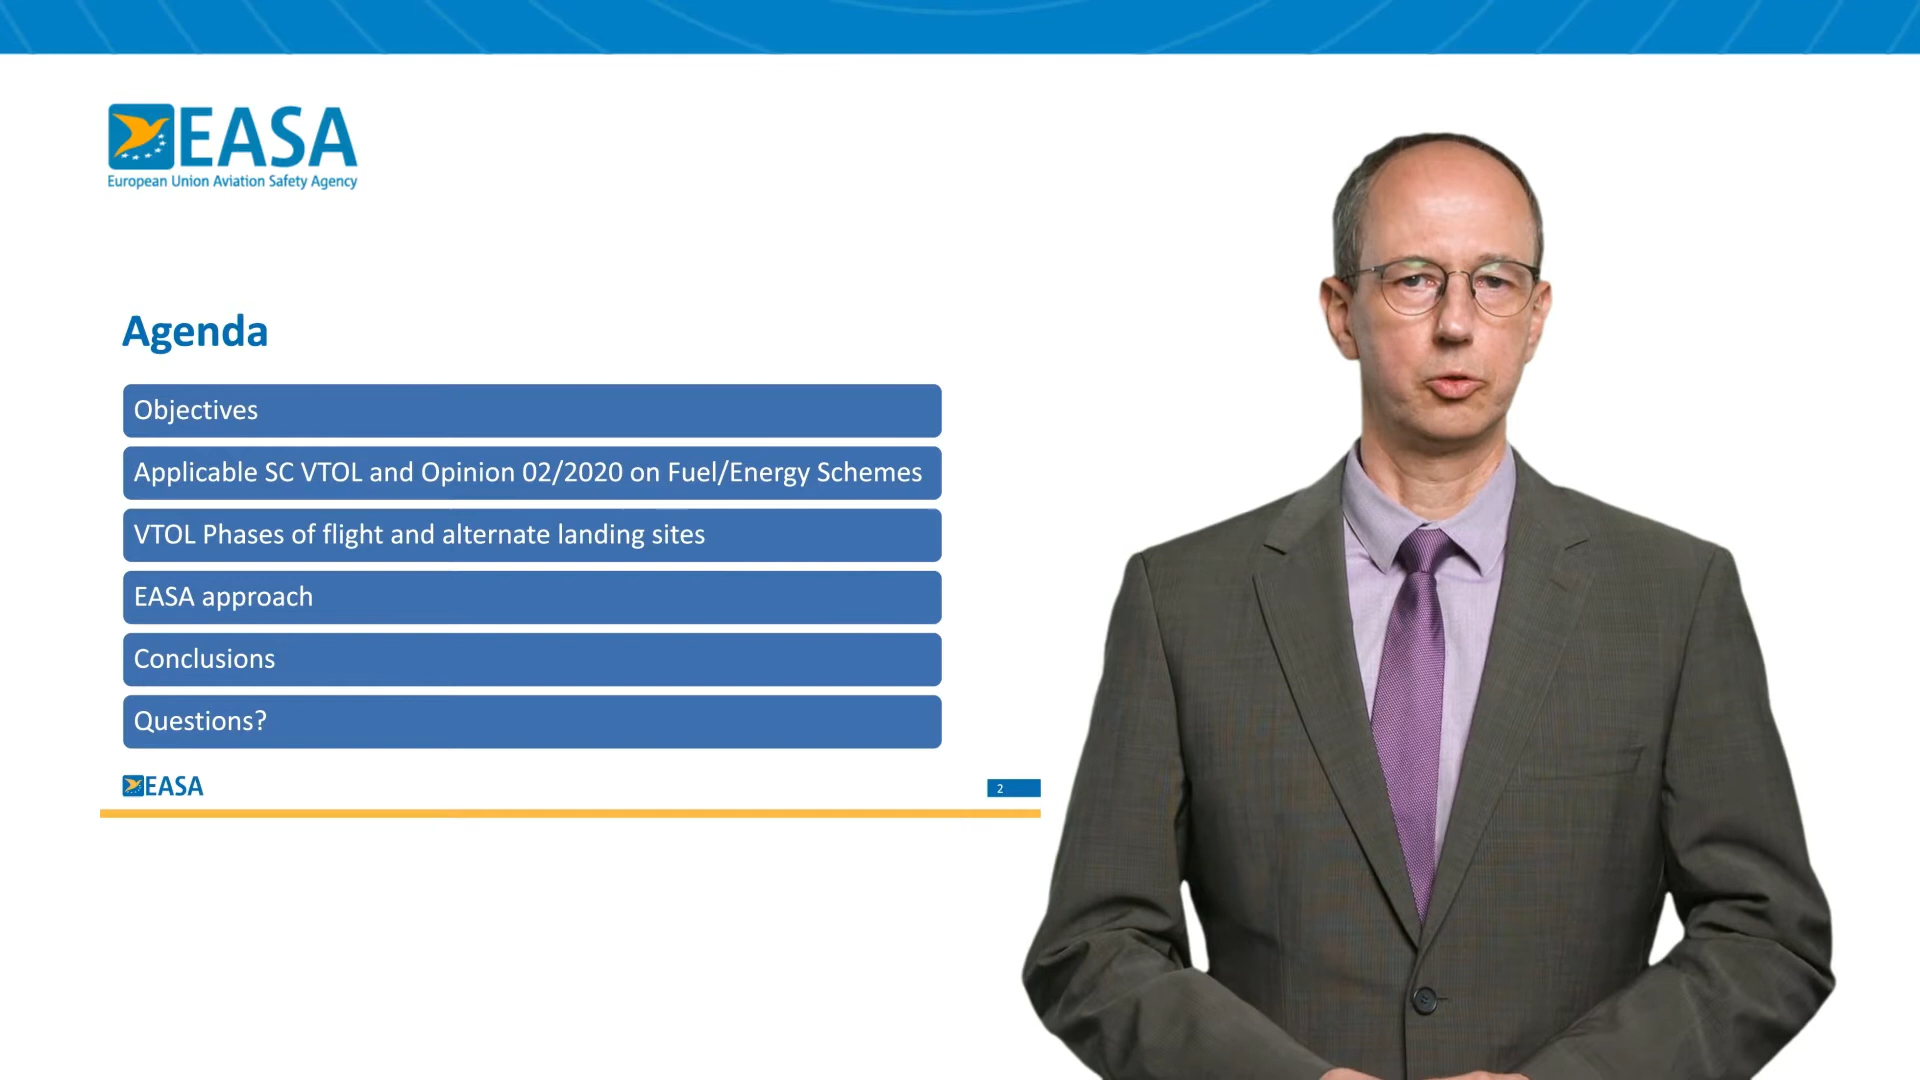 EASA
European Union Aviation Safety Agency
Agenda
Objectives
Applicable SC VTOL and Opinion 02/2020 on Fuel/Energy Schemes
VTOL Phases of flight and alternate landing sites
EASA approach
Conclusions
Questions?
EASA
2